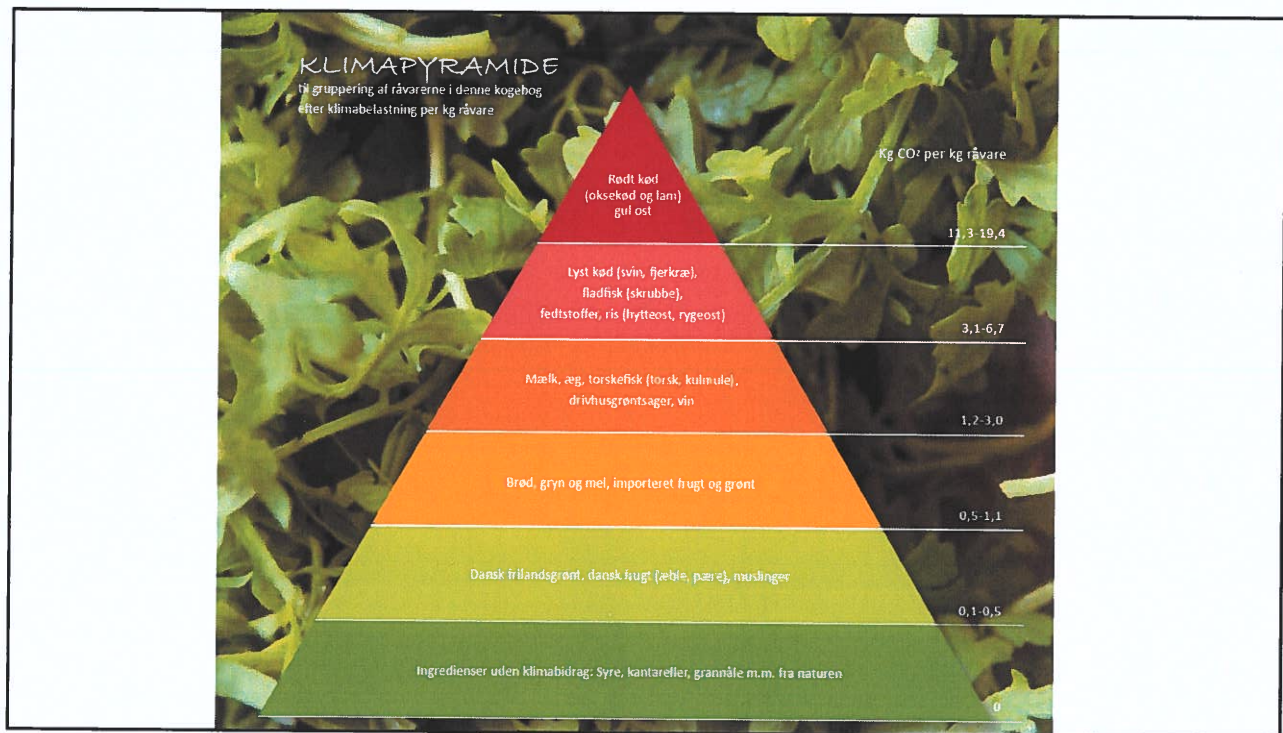 KLIMAPYRAMIDE
til gruppering af råvarerne i denne kogebog
efter klimabelastning per kg råvare
Kg CO² per kg råvare
Rødt kød
(oksekød og lam)
gul ost
11,3-19,4
Lyst kød (svin, fjerkræ),
fladfisk (skrubbe),
fedtstoffer, ris (hytteost, rygeost)
3,1-6,7
Mælk, æg, torskefisk (torsk, kulmule),
drivhusgrøntsager, vin
1,2-3,0
Brød, gryn og mel, importeret frugt og grønt
0,5-1,1
Dansk frilandsgrønt, dansk frugt (æble, pære), muslinger
0,1-0,5
Ingredienser uden klimabidrag: Syre, kantareller, grannåle m.m. fra naturen
0